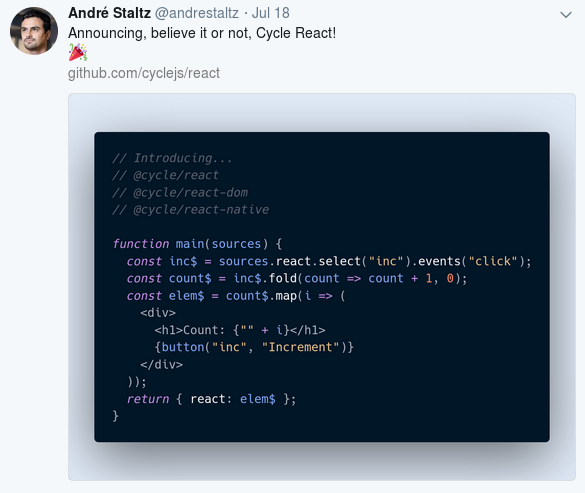 André Staltz @andrestaltz · Jul 18
Announcing, believe it or not, Cycle React!
🎉
github.com/cyclejs/react
// Introducing...
// @cycle/react
// @cycle/react-dom
// @cycle/react-native
function main(sources) {
  const inc$ = sources.react.select("inc").events("click");
  const count$ = inc$.fold(count => count + 1, 0);
  const elem$ = count$.map(i => (
    <div>
      <h1>Count: {"" + i}</h1>
      {button("inc", "Increment")}
    </div>
  ));
  return { react: elem$ };
}